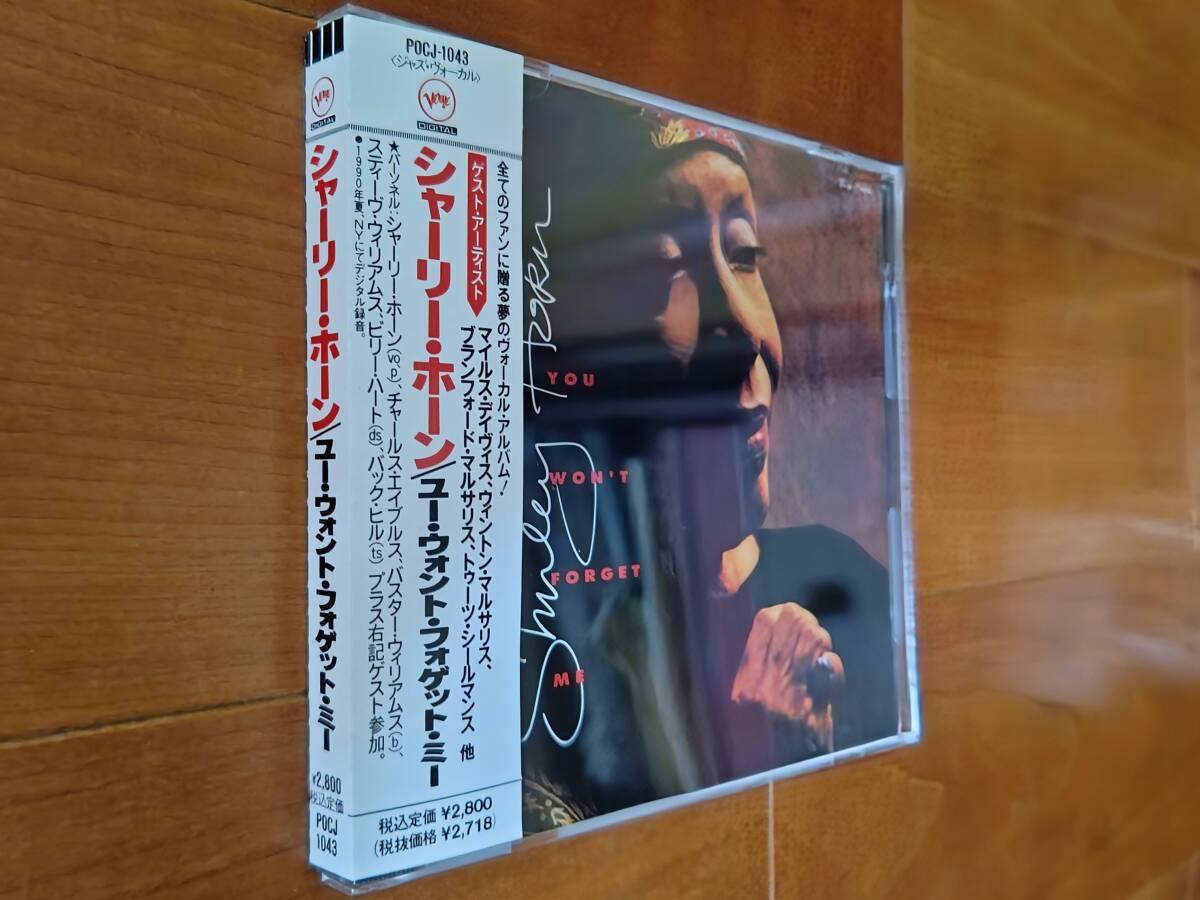 Verve
DIGITAL
シャーリー・ホーン/ユー・ウォント・フォゲット・ミー
¥2,800
税込定価
POCJ
1043
POCJ-1043
〈ジャズ・ヴォーカル〉
Verve
DIGITAL
全てのファンに贈る夢のヴォーカル・アルバム!
ゲスト・アーティスト
マイルス・デイヴィス、ウィントン・マルサリス、
ブランフォード・マルサリス、トゥーツ・シールマンス 他
シャーリー・ホーン/ユー・ウォント・フォゲット・ミー
★パーソネル:シャーリー・ホーン(vo,p)、チャールス・エイブルス、バスター・ウィリアムス(b)、
スティーヴ・ウィリアムス、ビリー・ハート(ds)、バック・ヒル(ts) プラス右記ゲスト参加。
●1990年夏、NYにてデジタル録音。
税込定価 ¥2,800
(税抜価格 ¥2,718)
Shirley Horn
YOU
WON'T
FORGET
ME